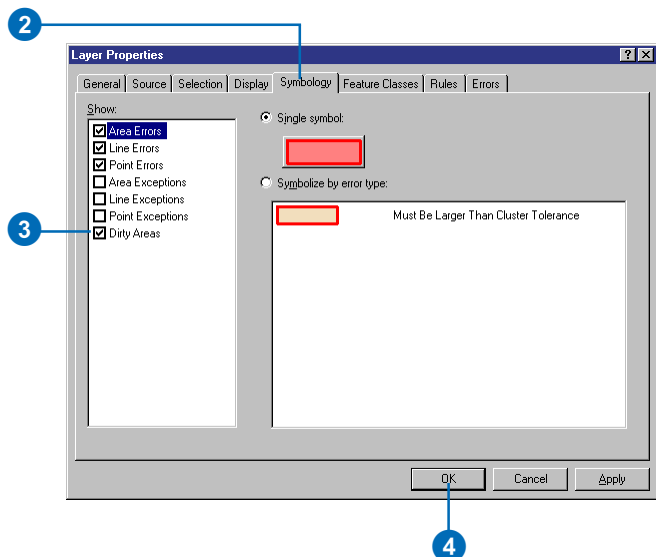 2
Layer Properties
General Source Selection Display Symbology Feature Classes Rules Errors
Show:
Area Errors
Line Errors
Point Errors
Area Exceptions
Line Exceptions
Point Exceptions
Dirty Areas
3
Single symbol:
Symbolize by error type:
Must Be Larger Than Cluster Tolerance
OK Cancel Apply
4